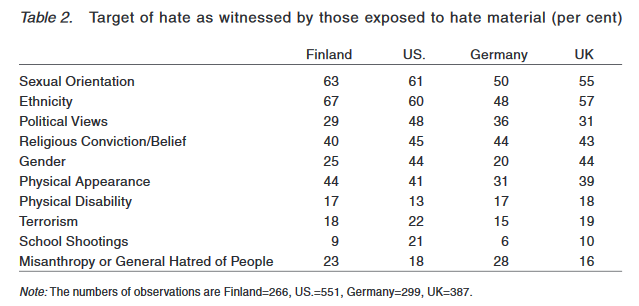 Table 2. Target of hate as witnessed by those exposed to hate material (per cent)
Finland US. Germany UK
Sexual Orientation 63 61 50 55
Ethnicity 67 60 48 57
Political Views 29 48 36 31
Religious Conviction/Belief 40 45 44 43
Gender 25 44 20 44
Physical Appearance 44 41 31 39
Physical Disability 17 13 17 18
Terrorism 18 22 15 19
School Shootings 9 21 6 10
Misanthropy or General Hatred of People 23 18 28 16
Note: The numbers of observations are Finland=266, US.=551, Germany=299, UK=387.